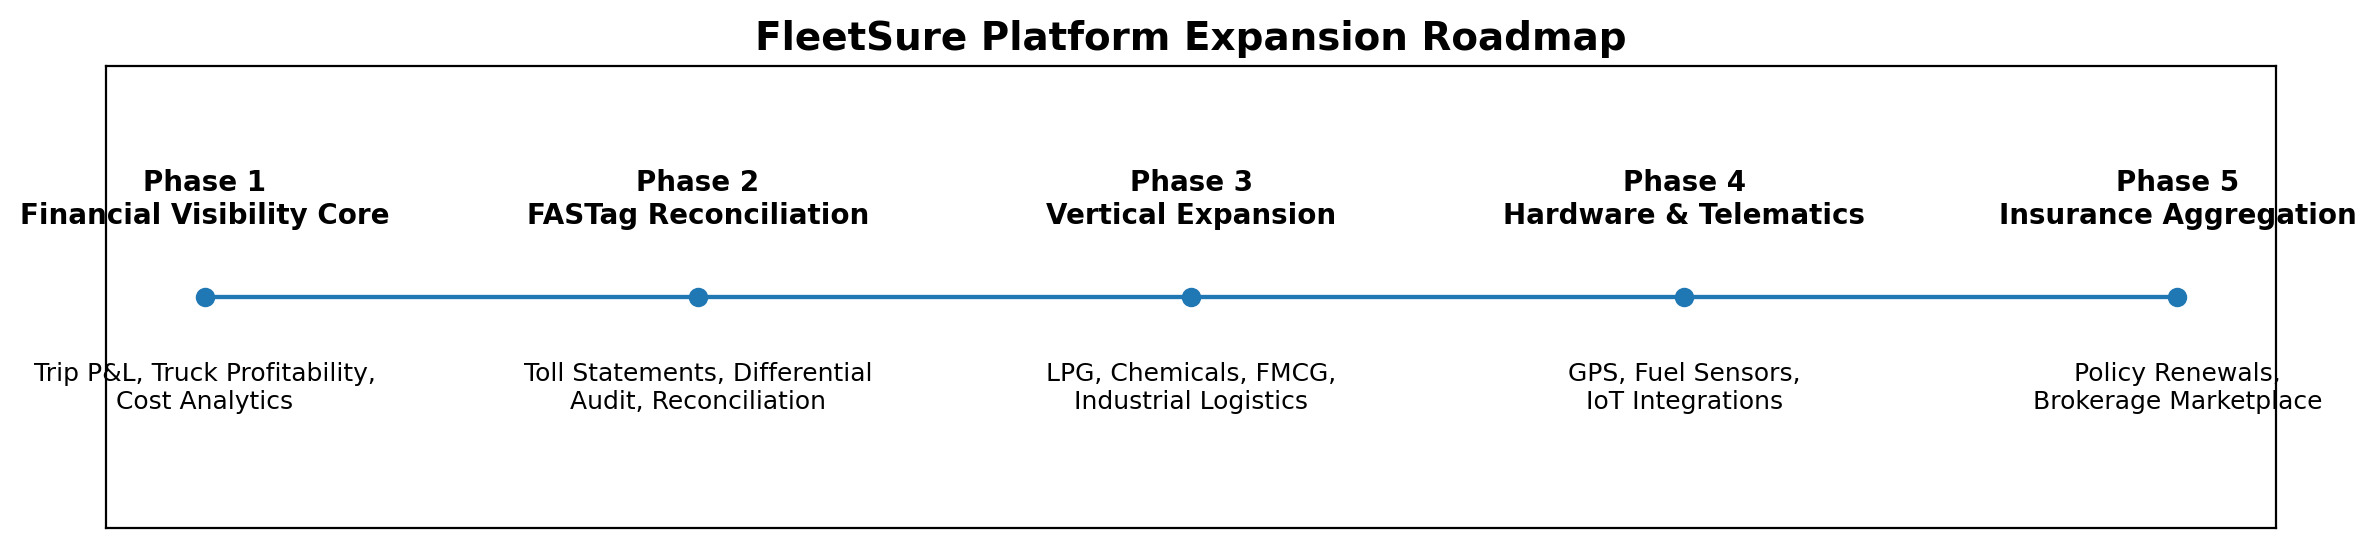 FleetSure Platform Expansion Roadmap
Phase 1
Financial Visibility Core
Trip P&L, Truck Profitability,
Cost Analytics
Phase 2
FASTag Reconciliation
Toll Statements, Differential
Audit, Reconciliation
Phase 3
Vertical Expansion
LPG, Chemicals, FMCG,
Industrial Logistics
Phase 4
Hardware & Telematics
GPS, Fuel Sensors,
IoT Integrations
Phase 5
Insurance Aggregation
Policy Renewals,
Brokerage Marketplace